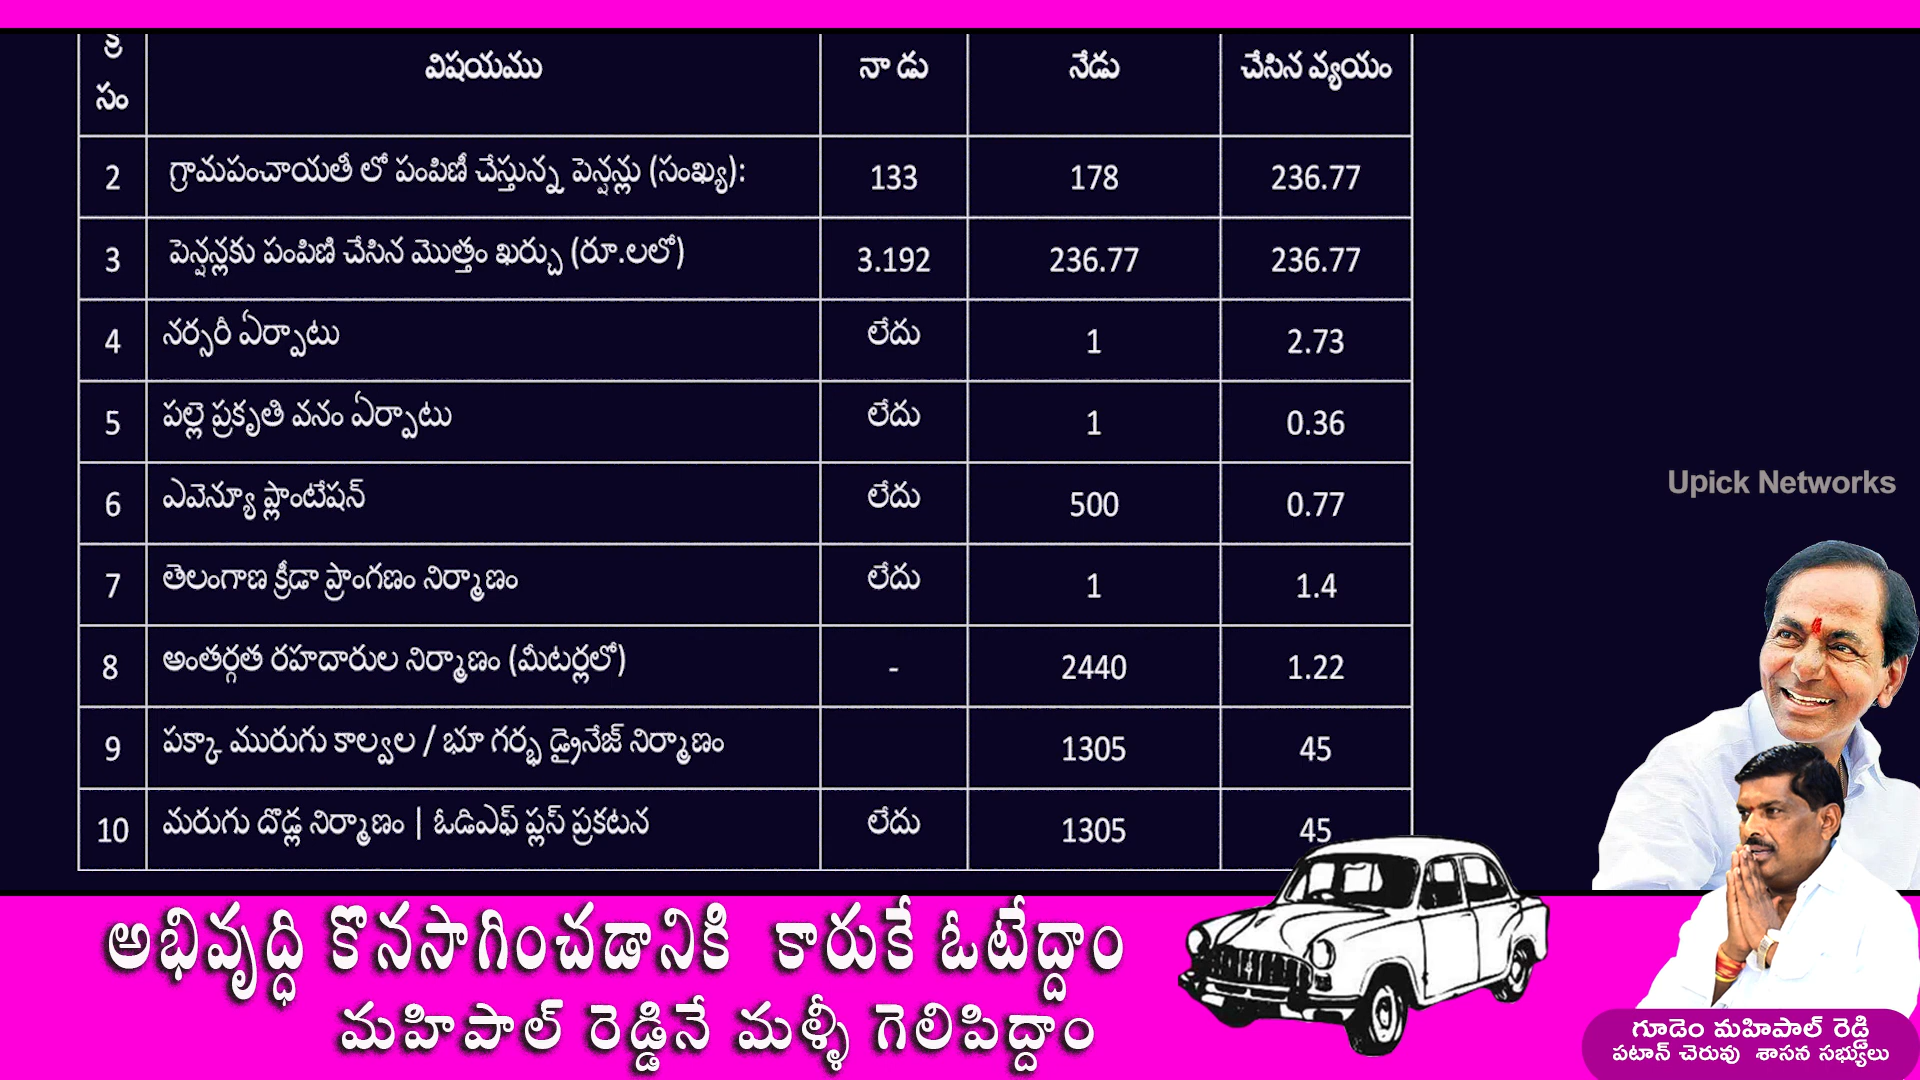 క్ర సం విషయము నాడు నేడు చేసిన వ్యయం
2 గ్రామపంచాయతీ లో పంపిణీ చేస్తున్న పెన్షన్లు (సంఖ్య): 133 178 236.77
3 పెన్షన్లకు పంపిణి చేసిన మొత్తం ఖర్చు (రూ.లలో) 3.192 236.77 236.77
4 నర్సరీ ఏర్పాటు లేదు 1 2.73
5 పల్లె ప్రకృతి వనం ఏర్పాటు లేదు 1 0.36
6 ఎవెన్యూ ప్లాంటేషన్ లేదు 500 0.77
7 తెలంగాణ క్రీడా ప్రాంగణం నిర్మాణం లేదు 1 1.4
8 అంతర్గత రహదారుల నిర్మాణం (మీటర్లలో) - 2440 1.22
9 పక్కా మురుగు కాల్వల / భూ గర్భ డ్రైనేజ్ నిర్మాణం 1305 45
10 మరుగు దొడ్ల నిర్మాణం | ఓడిఎఫ్ ప్లస్ ప్రకటన లేదు 1305 45
Upick Networks
అభివృద్ధి కొనసాగించడానికి కారుకే ఓటేద్దాం
మహిపాల్ రెడ్డినే మళ్ళీ గెలిపిద్దాం
గూడెం మహిపాల్ రెడ్డి
పటాన్ చెరువు శాసన సభ్యులు